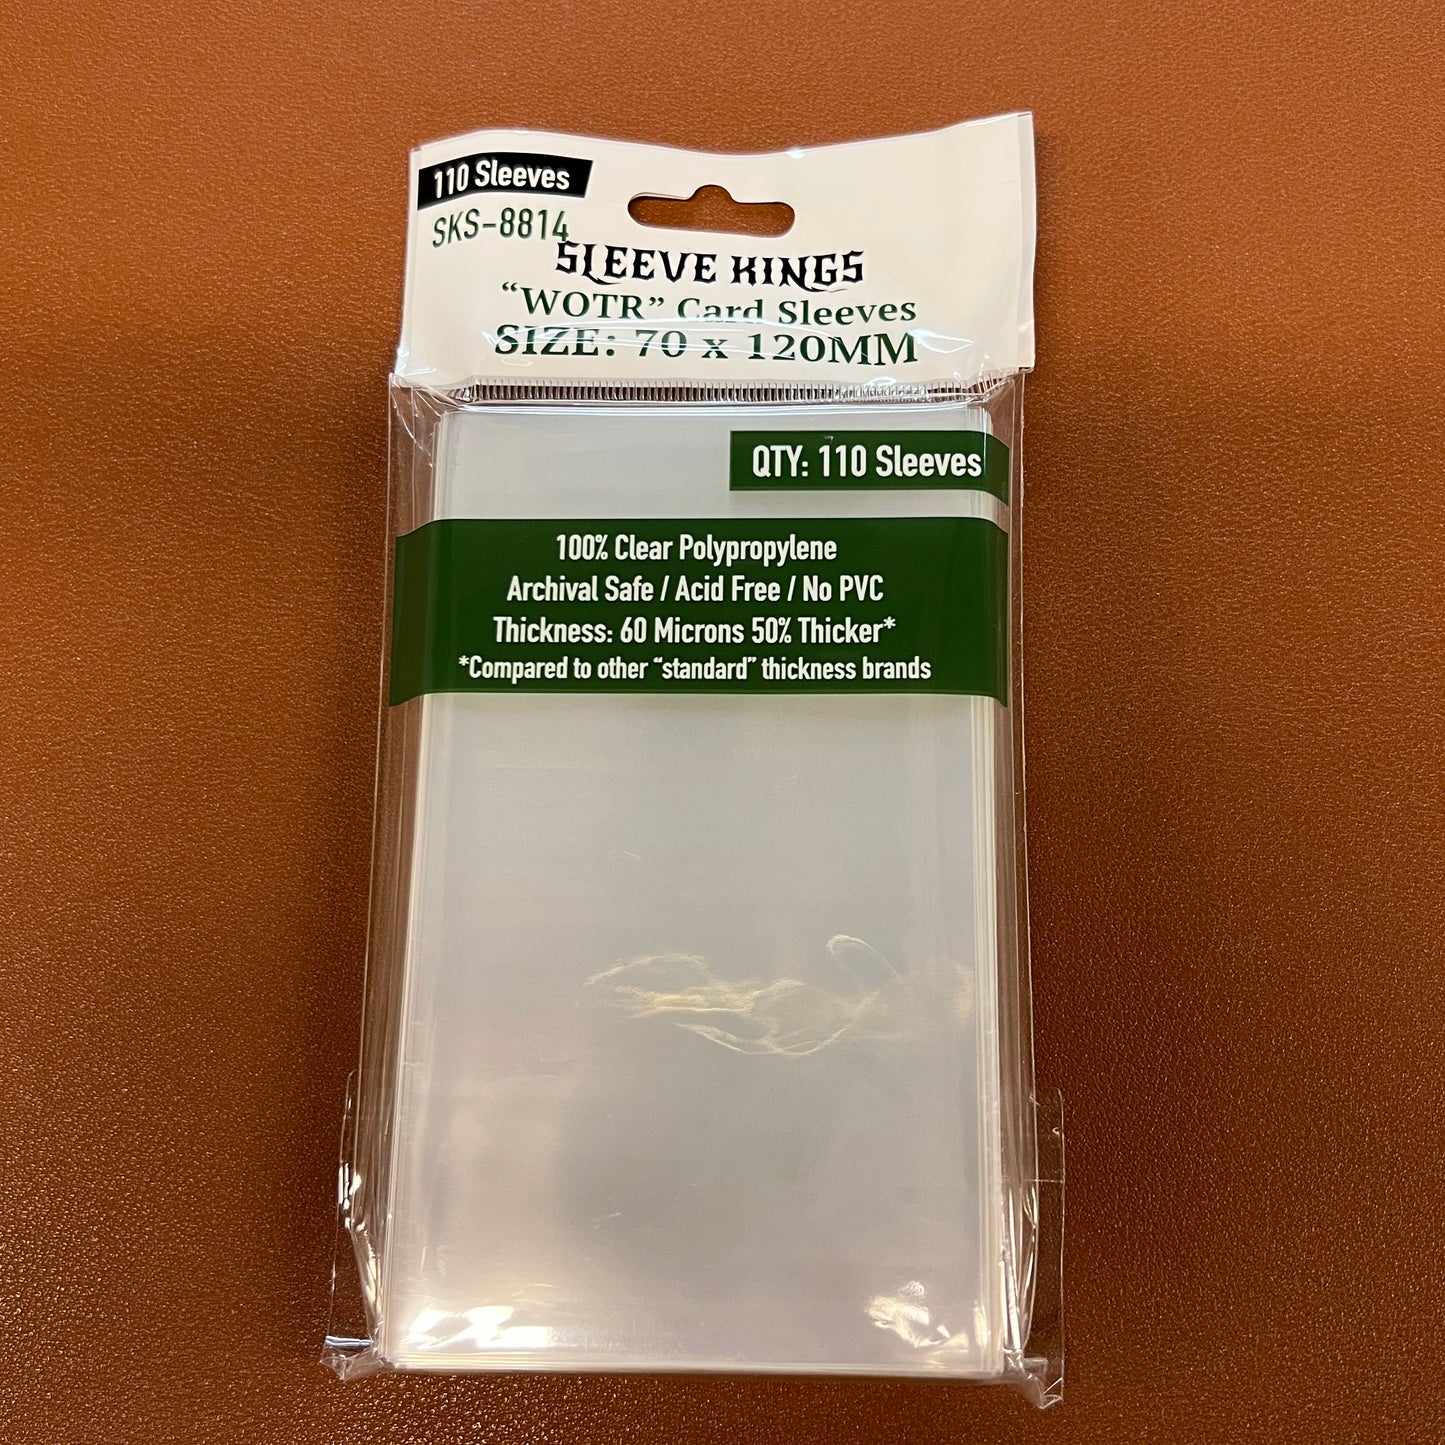 110 Sleeves
SKS-8814
SLEEVE KINGS
“WOTR” Card Sleeves
SIZE: 70 x 120MM
QTY: 110 Sleeves
100% Clear Polypropylene
Archival Safe / Acid Free / No PVC
Thickness: 60 Microns 50% Thicker*
*Compared to other “standard” thickness brands